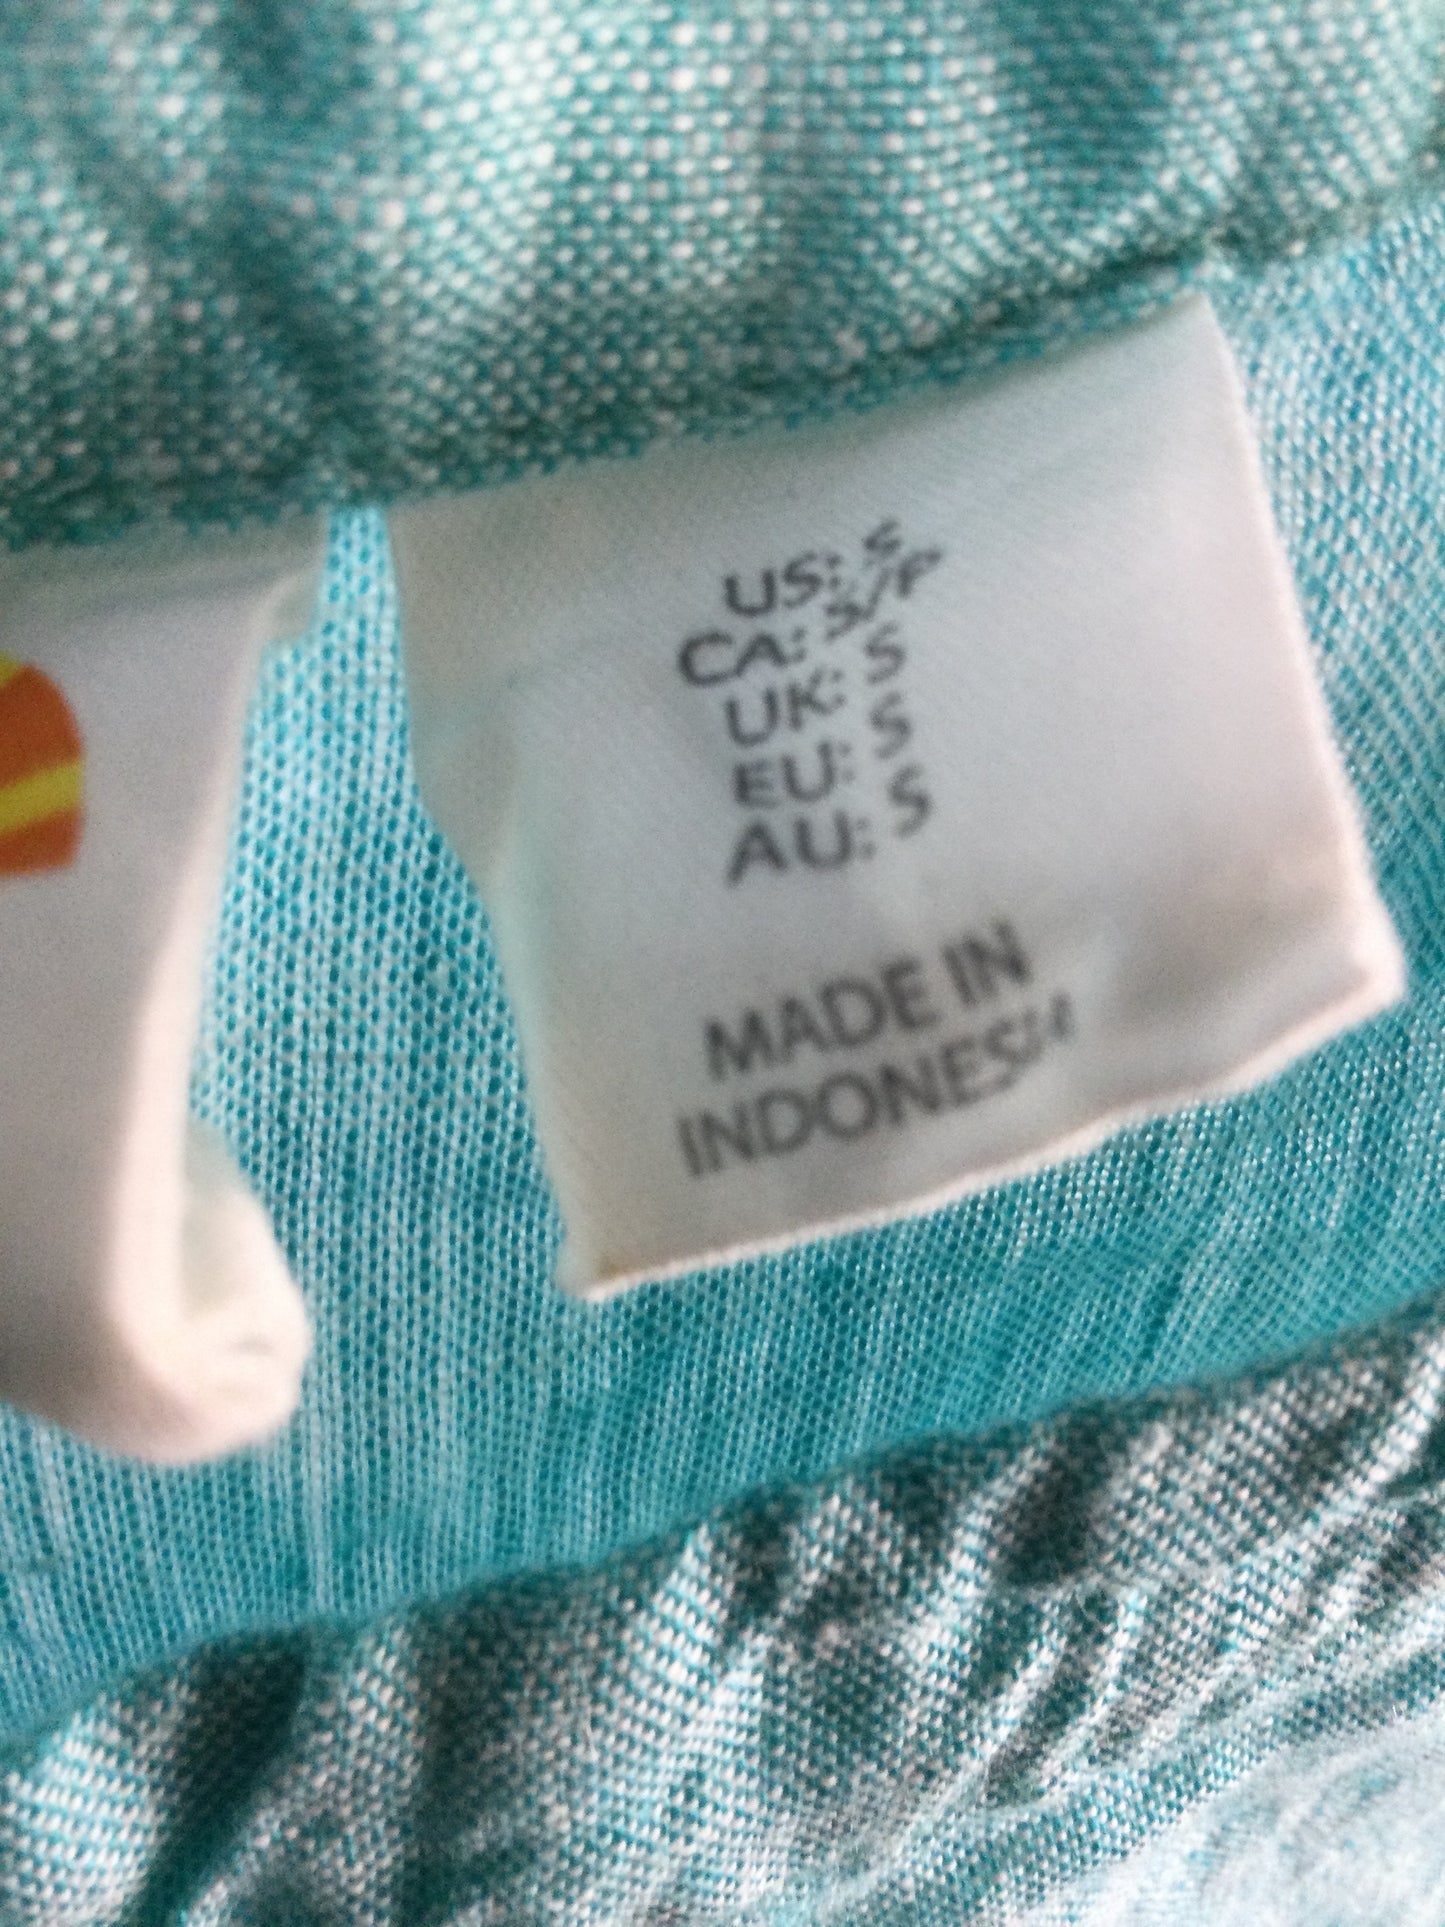 US: S
CA: S/P
UK: S
EU: S
AU: S
MADE IN
INDONESIA